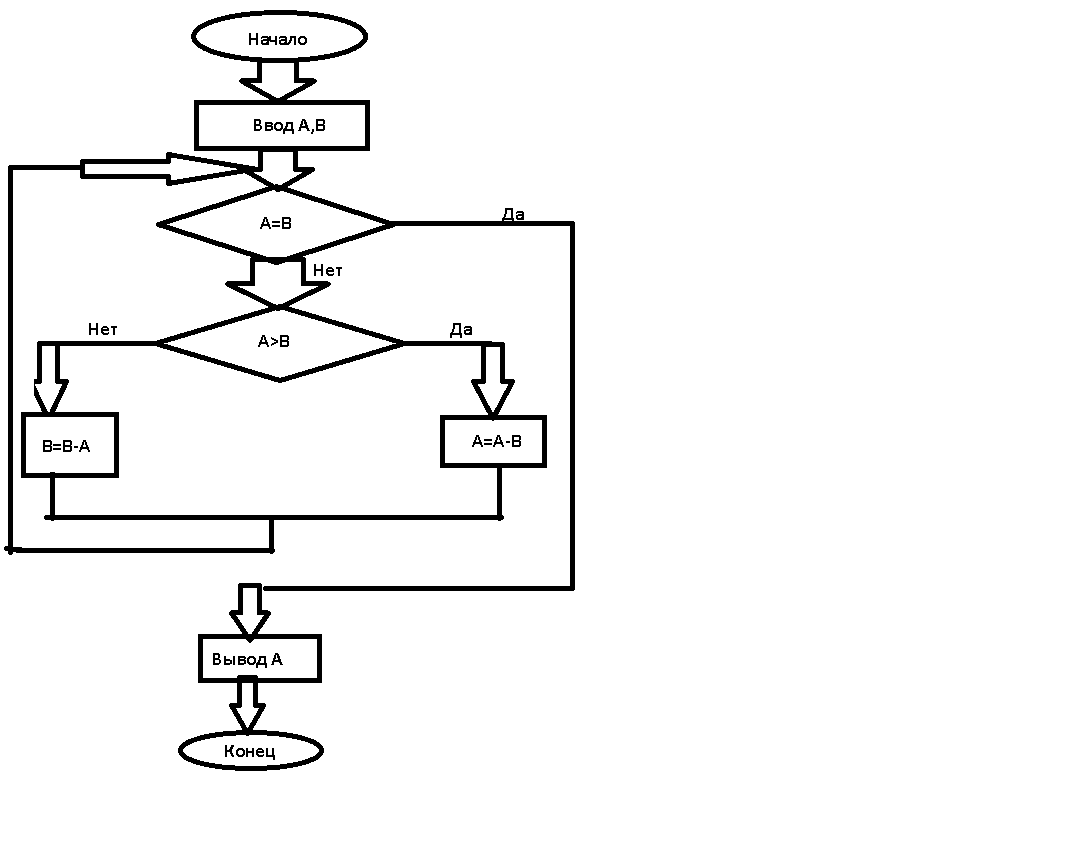 Начало
Ввод А,В
А=В
Да
Нет
А>В
Нет
Да
В=В-А
А=А-В
Вывод А
Конец